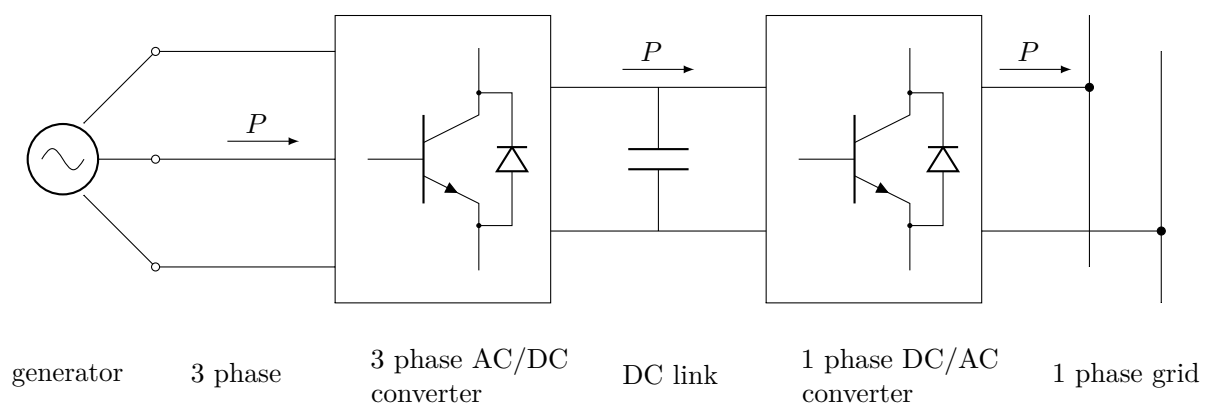 P
P
P
generator
3 phase
3 phase AC/DC
converter
DC link
1 phase DC/AC
converter
1 phase grid